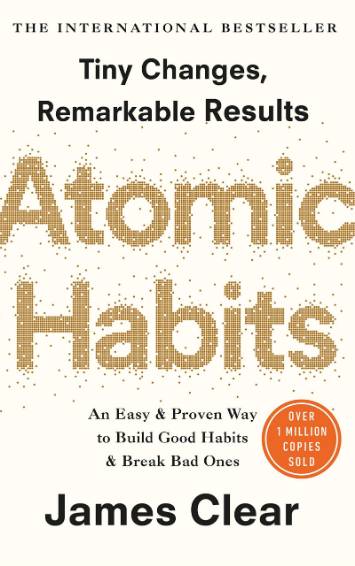 THE INTERNATIONAL BESTSELLER
Tiny Changes,
Remarkable Results
Atomic
Habits
An Easy & Proven Way
to Build Good Habits
& Break Bad Ones
OVER
1 MILLION
COPIES
SOLD
James Clear